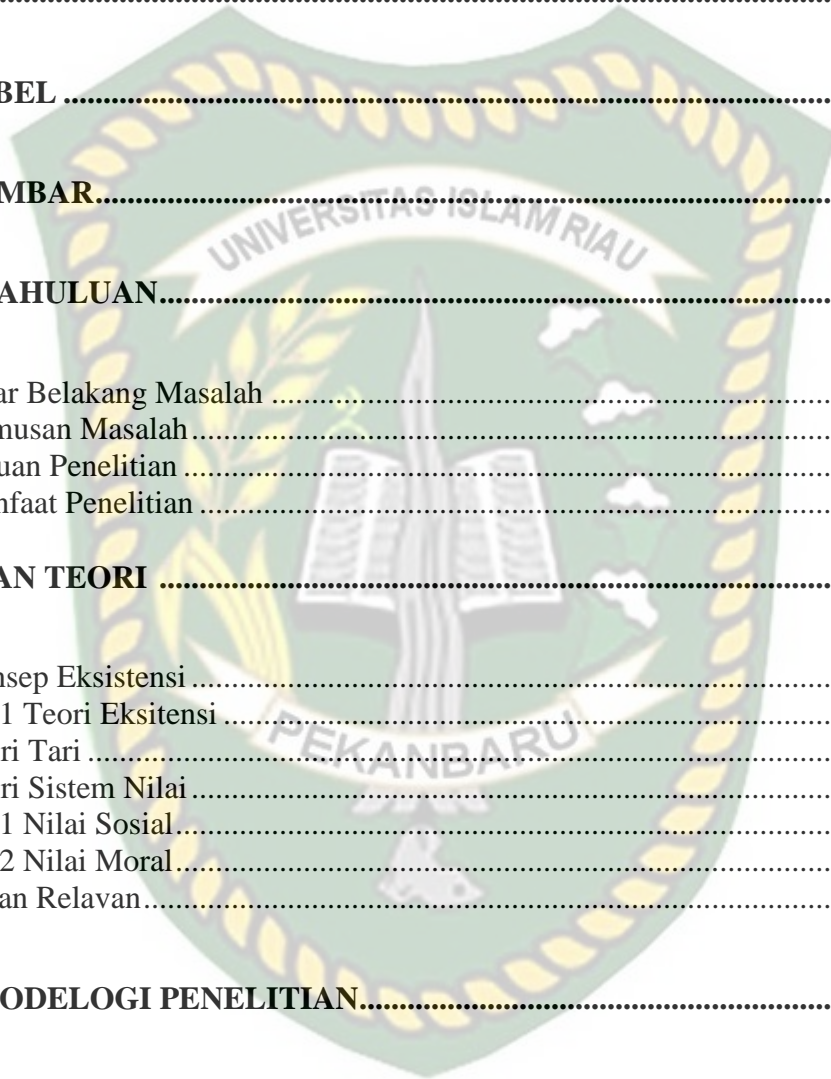 BEL ..........................................................................................
MBAR.......................................................................................
UNIVERSITAS ISLAM RIAU
AHULUAN................................................................................
ar Belakang Masalah ................................................................
musan Masalah..........................................................................
uan Penelitian ...........................................................................
nfaat Penelitian .........................................................................
AN TEORI ................................................................................
nsep Eksistensi ..........................................................................
1 Teori Eksitensi ......................................................................
PEKANBARU
ri Tari ........................................................................................
ri Sistem Nilai ...........................................................................
1 Nilai Sosial............................................................................
2 Nilai Moral............................................................................
an Relavan.................................................................................
ODELOGI PENELITIAN.........................................................